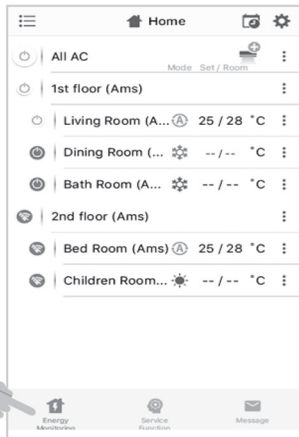 Home
All AC
Mode Set / Room
1st floor (Ams)
Living Room (A... A 25 / 28 °C
Dining Room (... -- / -- °C
Bath Room (A... -- / -- °C
2nd floor (Ams)
Bed Room (Ams) A 25 / 28 °C
Children Room... -- / -- °C
Energy Service Message
Monitoring Function